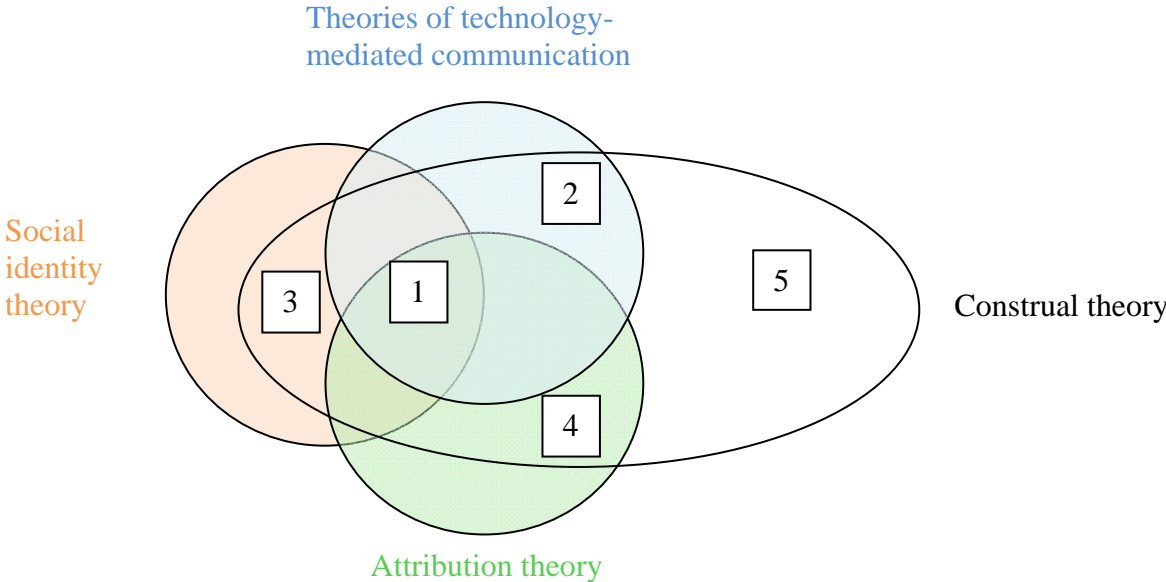 Theories of technology-
mediated communication
2
Social
identity
theory
3
1
5
Construal theory
4
Attribution theory